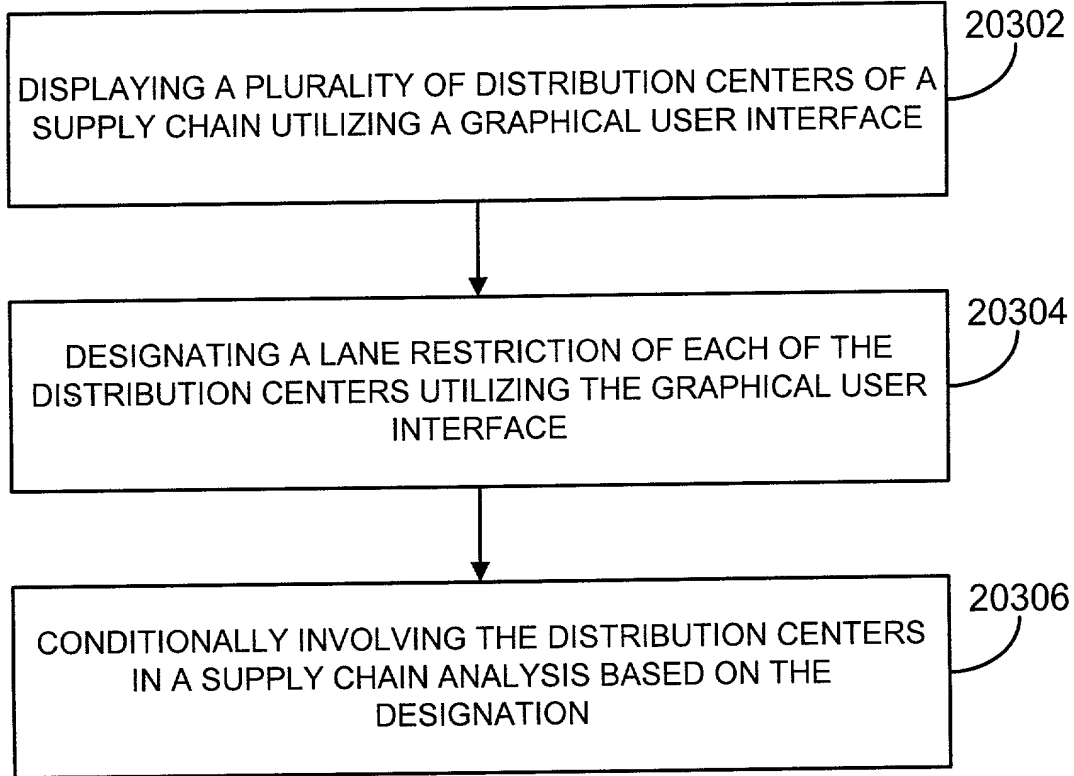 20302
DISPLAYING A PLURALITY OF DISTRIBUTION CENTERS OF A
SUPPLY CHAIN UTILIZING A GRAPHICAL USER INTERFACE
20304
DESIGNATING A LANE RESTRICTION OF EACH OF THE
DISTRIBUTION CENTERS UTILIZING THE GRAPHICAL USER
INTERFACE
20306
CONDITIONALLY INVOLVING THE DISTRIBUTION CENTERS
IN A SUPPLY CHAIN ANALYSIS BASED ON THE
DESIGNATION